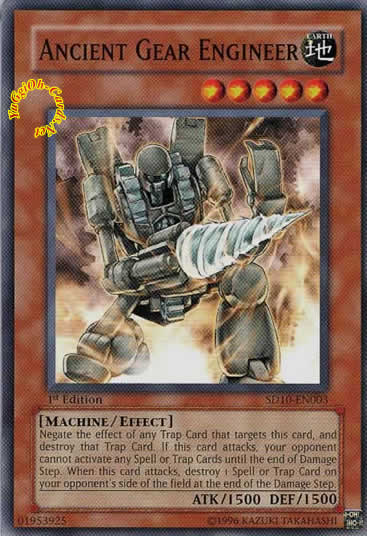 ANCIENT GEAR ENGINEER
EARTH
地
YuGgiOh-Cards.Net
1st Edition
SD10-EN003
[MACHINE/EFFECT]
Negate the effect of any Trap Card that targets this card, and
destroy that Trap Card. If this card attacks, your opponent
cannot activate any Spell or Trap Cards until the end of Damage
Step. When this card attacks, destroy 1 Spell or Trap Card on
your opponent's side of the field at the end of the Damage Step.
ATK/1500 DEF/1500
01953925
©1996 KAZUKI TAKAHASHI